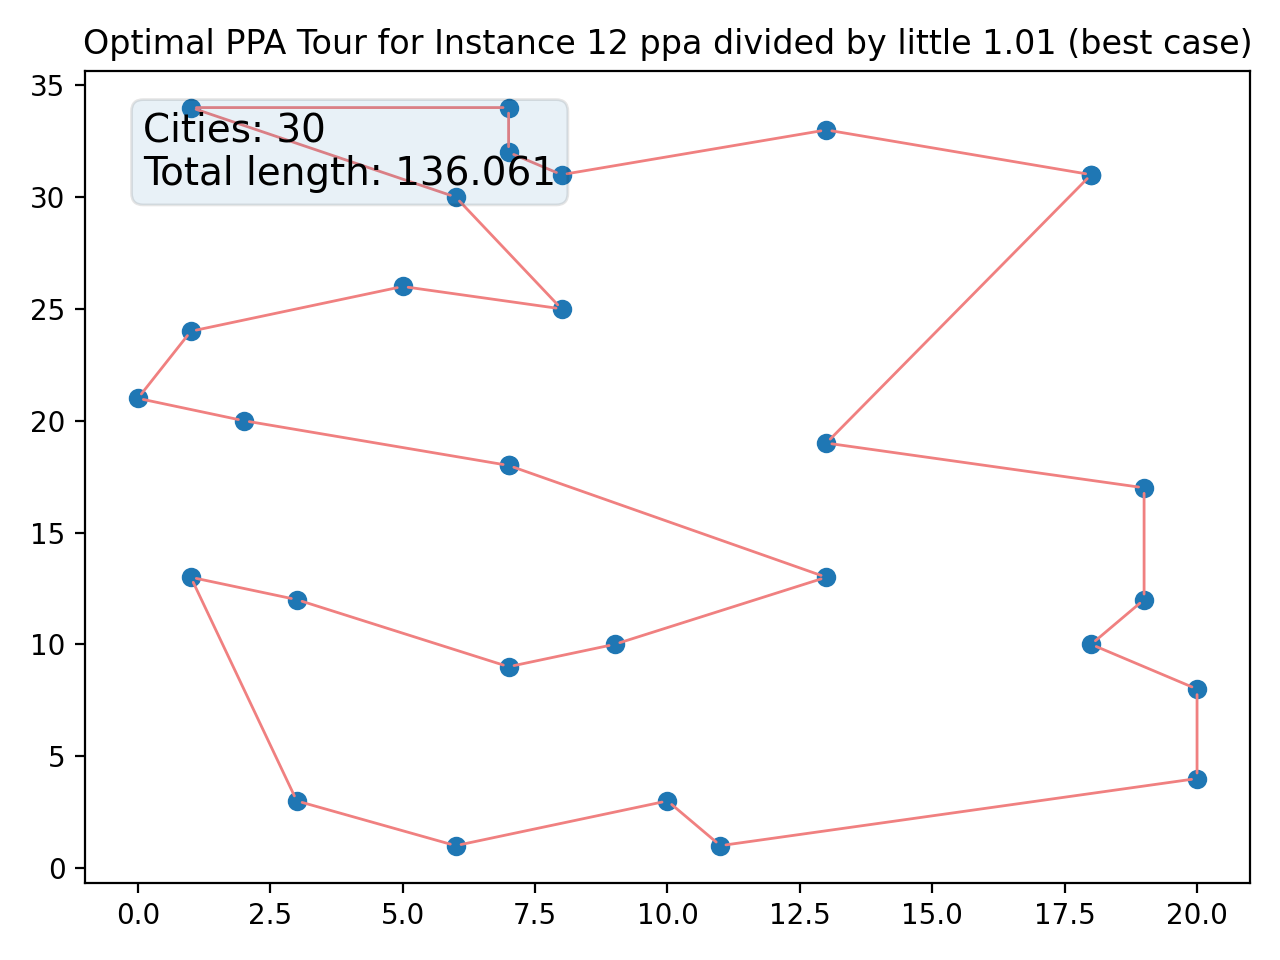 Optimal PPA Tour for Instance 12 ppa divided by little 1.01 (best case)
35
Cities: 30
Total length: 136.061
30
25
20
15
10
5
0
0.0 2.5 5.0 7.5 10.0 12.5 15.0 17.5 20.0